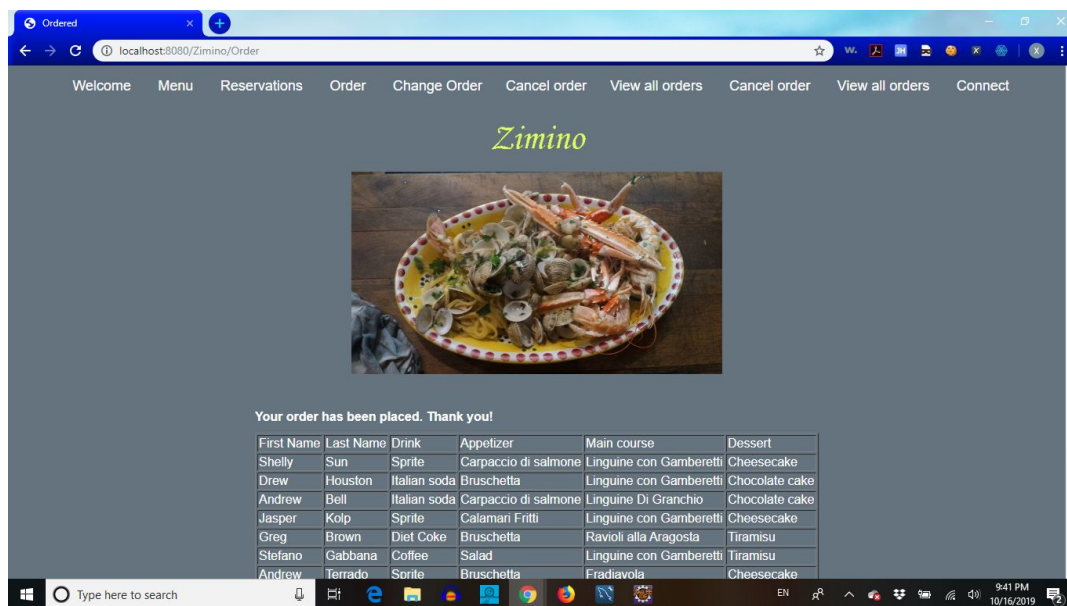 Ordered
localhost:8080/Zimino/Order
W. JH X X
Welcome Menu Reservations Order Change Order Cancel order View all orders Cancel order View all orders Connect
Zimino
Your order has been placed. Thank you!
First Name Last Name Drink Appetizer Main course Dessert
Shelly Sun Sprite Carpaccio di salmone Linguine con Gamberetti Cheesecake
Drew Houston Italian soda Bruschetta Linguine con Gamberetti Chocolate cake
Andrew Bell Italian soda Carpaccio di salmone Linguine Di Granchio Chocolate cake
Jasper Kolp Sprite Calamari Fritti Linguine con Gamberetti Cheesecake
Greg Brown Diet Coke Bruschetta Ravioli alla Aragosta Tiramisu
Stefano Gabbana Coffee Salad Linguine con Gamberetti Tiramisu
Andrew Terrado Sprite Bruschetta Fradiavola Cheesecake
Type here to search EN 9:41 PM
10/16/2019